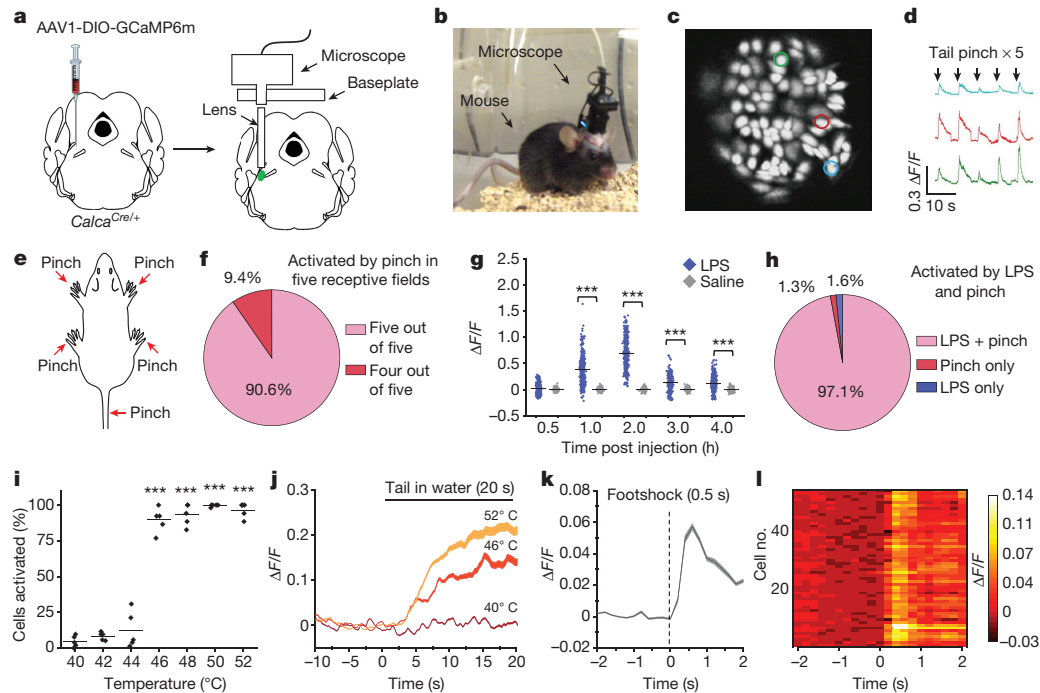 a
AAV1-DIO-GCaMP6m
Microscope
Baseplate
Lens
Calca^Cre/+
b
Microscope
Mouse
c
d
Tail pinch × 5
0.3 ΔF/F
10 s
e
Pinch
Pinch
Pinch
Pinch
Pinch
f
Activated by pinch in
five receptive fields
9.4%
90.6%
Five out
of five
Four out
of five
g
LPS
Saline
***
***
***
***
2.5
2.0
1.5
1.0
0.5
0
–0.5
ΔF/F
0.5
1.0
2.0
3.0
4.0
Time post injection (h)
h
Activated by LPS
and pinch
1.3%
1.6%
97.1%
LPS + pinch
Pinch only
LPS only
i
***
***
***
***
100
75
50
25
0
Cells activated (%)
40
42
44
46
48
50
52
Temperature (°C)
j
Tail in water (20 s)
0.3
0.2
0.1
0
ΔF/F
52° C
46° C
40° C
–10
–5
0
5
10
15
20
Time (s)
k
Footshock (0.5 s)
0.08
0.06
0.04
0.02
0
–0.02
ΔF/F
–2
–1
0
1
2
Time (s)
l
Cell no.
40
20
–2
–1
0
1
2
Time (s)
0.14
0.11
0.07
0.04
0
–0.03
ΔF/F